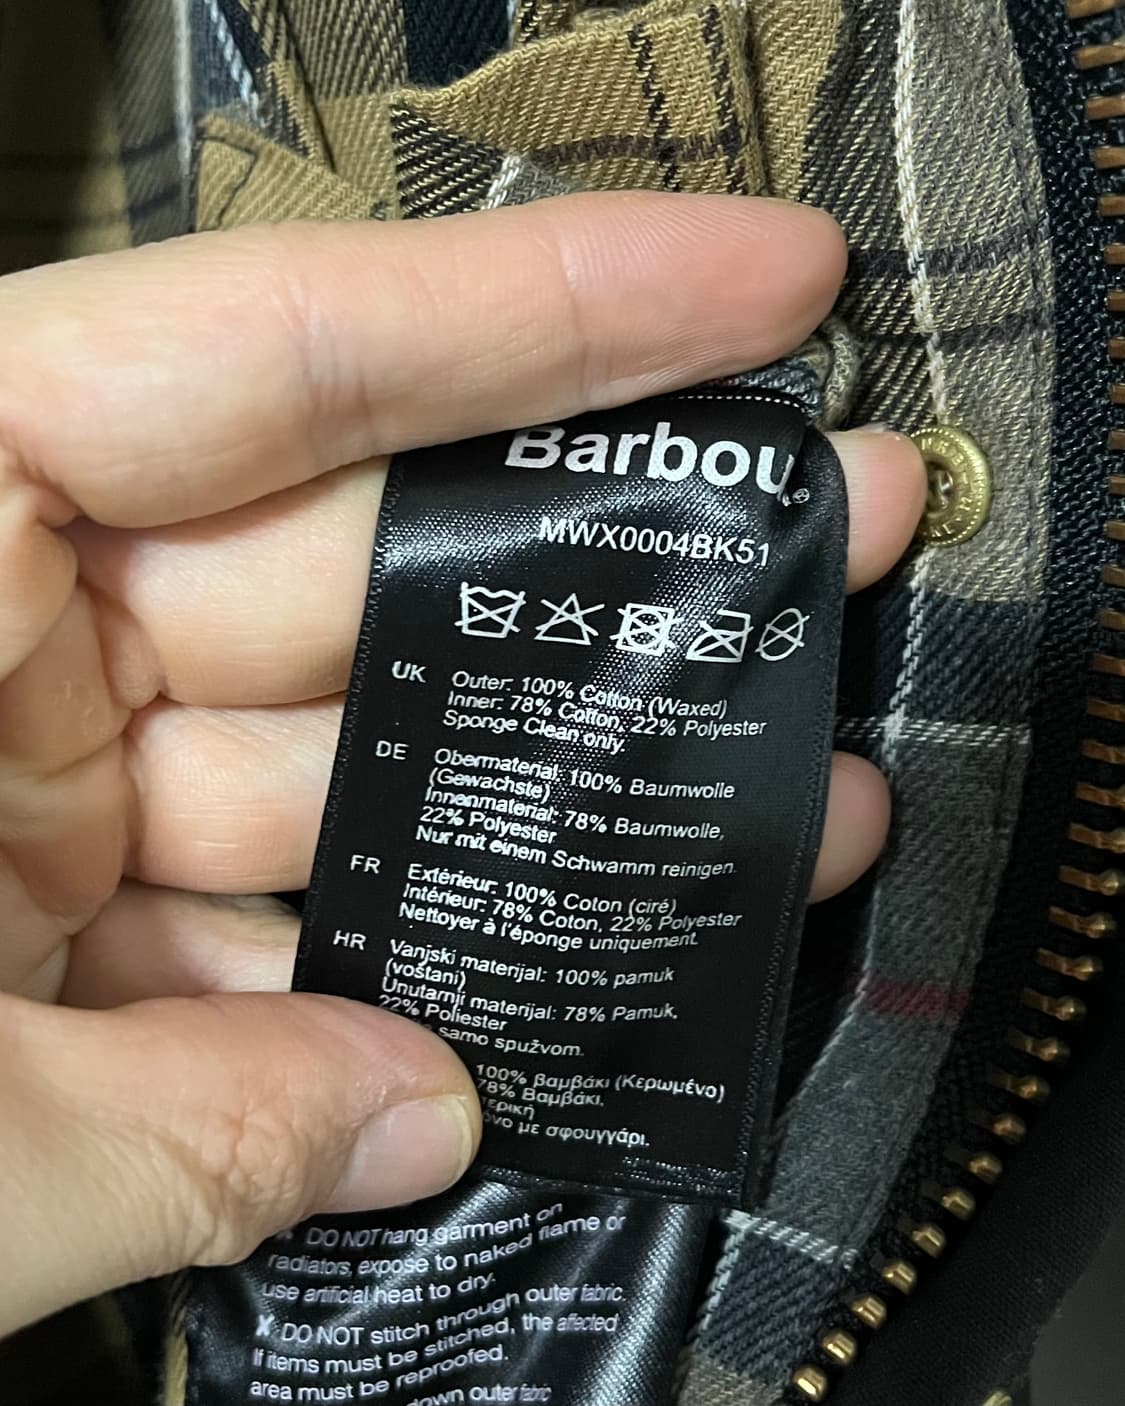 Barbour®
MWX0004BK51
UK Outer: 100% Cotton (Waxed)
Inner: 78% Cotton, 22% Polyester
Sponge Clean only.
DE Obermaterial: 100% Baumwolle
(Gewachste)
Innenmaterial: 78% Baumwolle,
22% Polyester
Nur mit einem Schwamm reinigen.
FR Extérieur: 100% Coton (ciré)
Intérieur: 78% Coton, 22% Polyester
Nettoyer à l'éponge uniquement.
HR Vanjski materijal: 100% pamuk
(voštani)
Unutarnji materijal: 78% Pamuk,
22% Poliester
samo spužvom.
100% βαμβάκι (Κερωμένο)
78% Βαμβάκι,
με σφουγγάρι.
X DO NOT hang garment on
radiators, expose to naked flame or
use artificial heat to dry.
X DO NOT stitch through outer fabric.
If items must be stitched, the affected
area must be reproofed.
down outer fabric